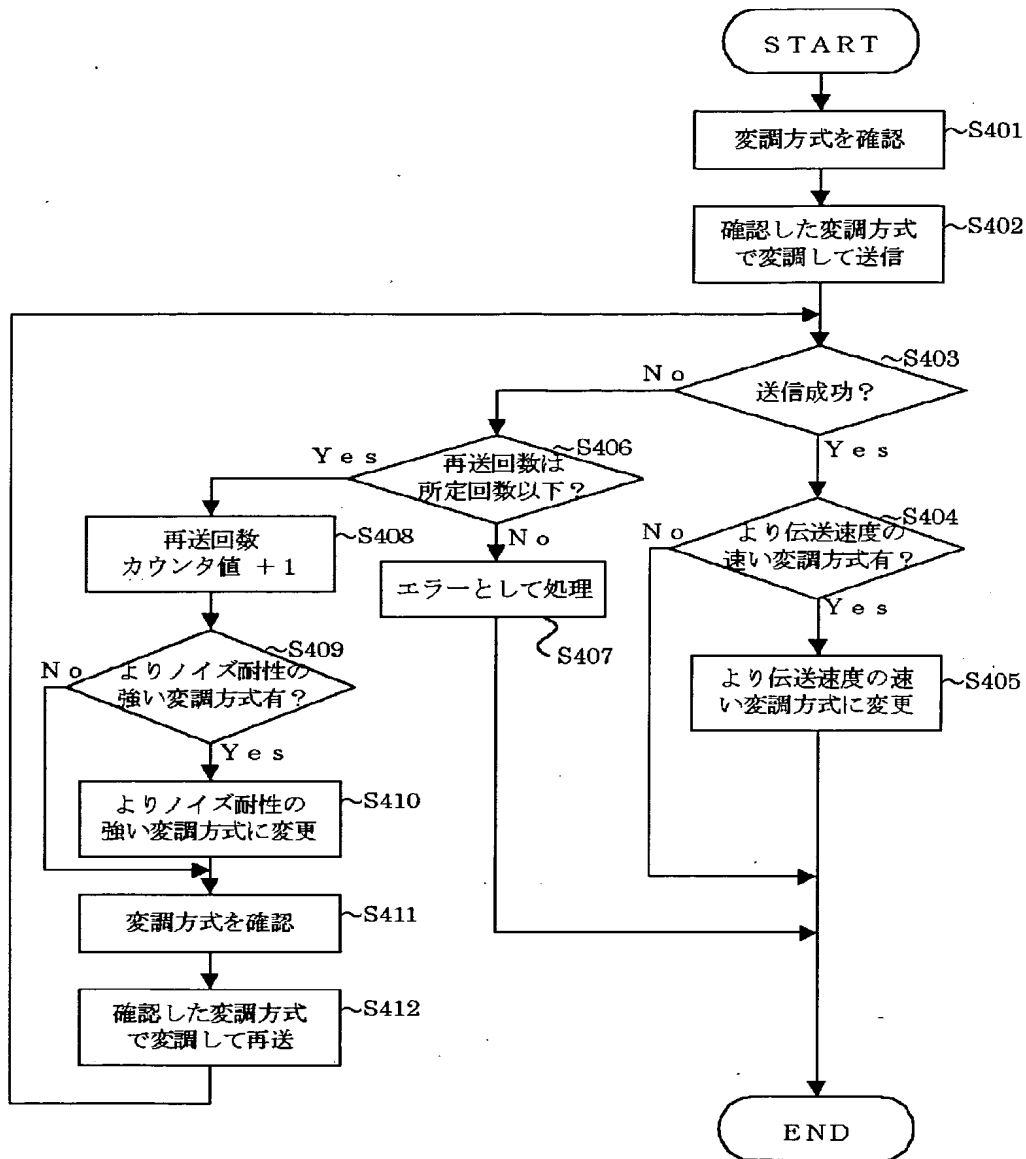 START
変調方式を確認
～S401
確認した変調方式
で変調して送信
～S402
送信成功？
～S403
No
Yes
再送回数は
所定回数以下？
～S406
Yes
No
より伝送速度の
速い変調方式有？
～S404
No
Yes
再送回数
カウンタ値 +1
～S408
エラーとして処理
S407
よりノイズ耐性の
強い変調方式有？
～S409
No
Yes
より伝送速度の速
い変調方式に変更
～S405
よりノイズ耐性の
強い変調方式に変更
～S410
変調方式を確認
～S411
確認した変調方式
で変調して再送
～S412
END